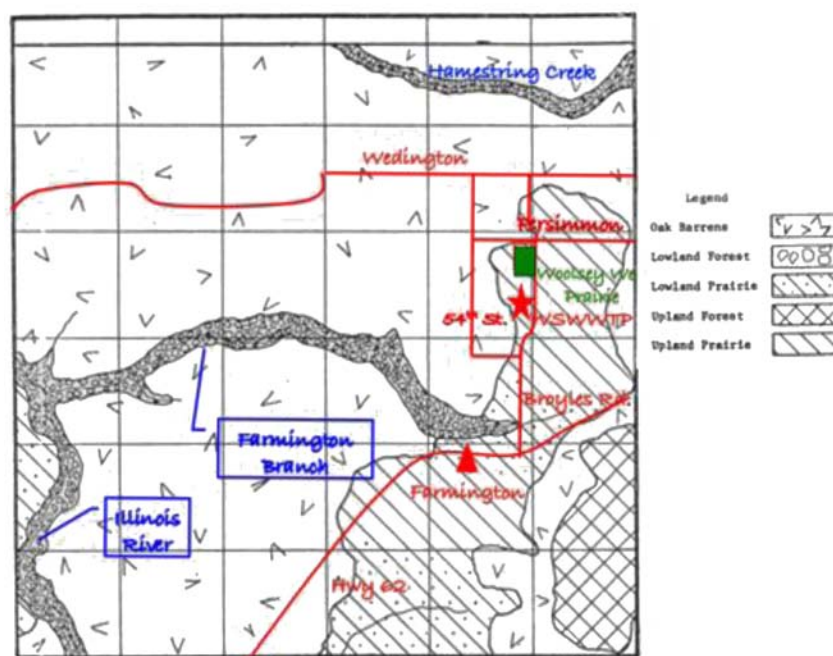 Hamestring Creek
Wedington
Persimmon
Woolsey We
Prairie
54th St.
WSWWTP
Broyles Rd.
Farmington
Branch
Farmington
Illinois
River
Hwy 62
Legend
Oak Barrens
Lowland Forest
Lowland Prairie
Upland Forest
Upland Prairie